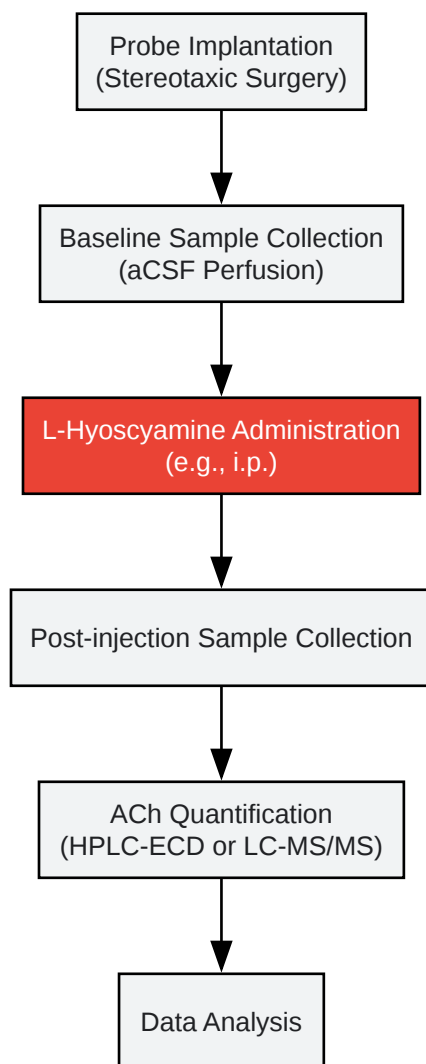 Probe Implantation
(Stereotaxic Surgery)
Baseline Sample Collection
(aCSF Perfusion)
L-Hyoscyamine Administration
(e.g., i.p.)
Post-injection Sample Collection
ACh Quantification
(HPLC-ECD or LC-MS/MS)
Data Analysis